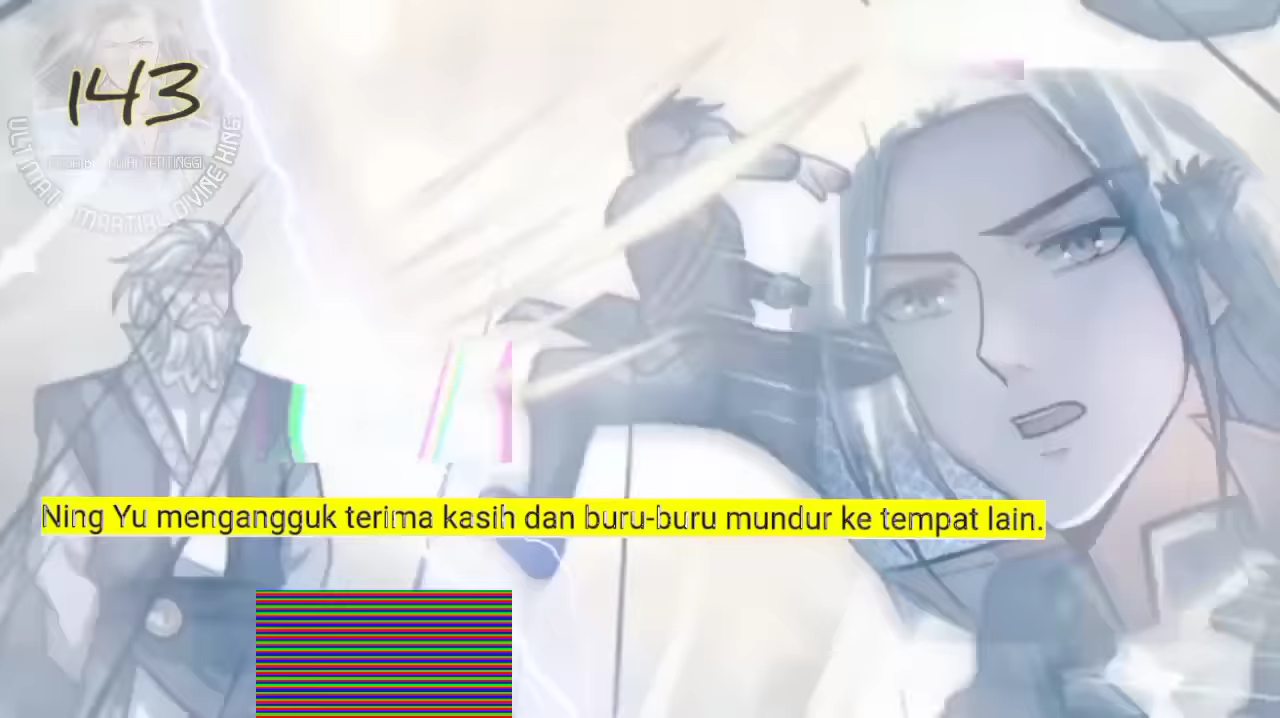 143
ULTIMATE MARTIAL DIVINE KING
Ning Yu mengangguk terima kasih dan buru-buru mundur ke tempat lain.